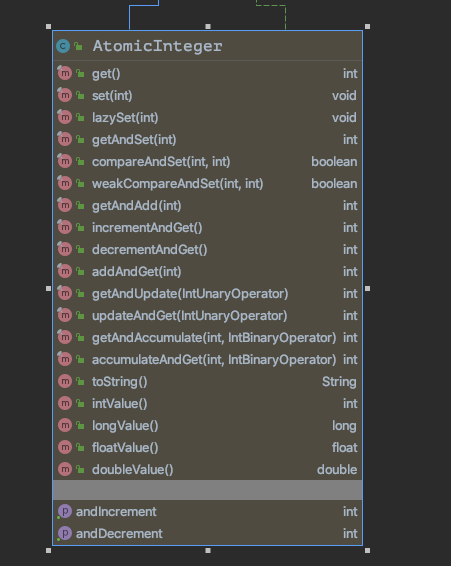 AtomicInteger
get() int
set(int) void
lazySet(int) void
getAndSet(int) int
compareAndSet(int, int) boolean
weakCompareAndSet(int, int) boolean
getAndAdd(int) int
incrementAndGet() int
decrementAndGet() int
addAndGet(int) int
getAndUpdate(IntUnaryOperator) int
updateAndGet(IntUnaryOperator) int
getAndAccumulate(int, IntBinaryOperator) int
accumulateAndGet(int, IntBinaryOperator) int
toString() String
intValue() int
longValue() long
floatValue() float
doubleValue() double
andIncrement int
andDecrement int